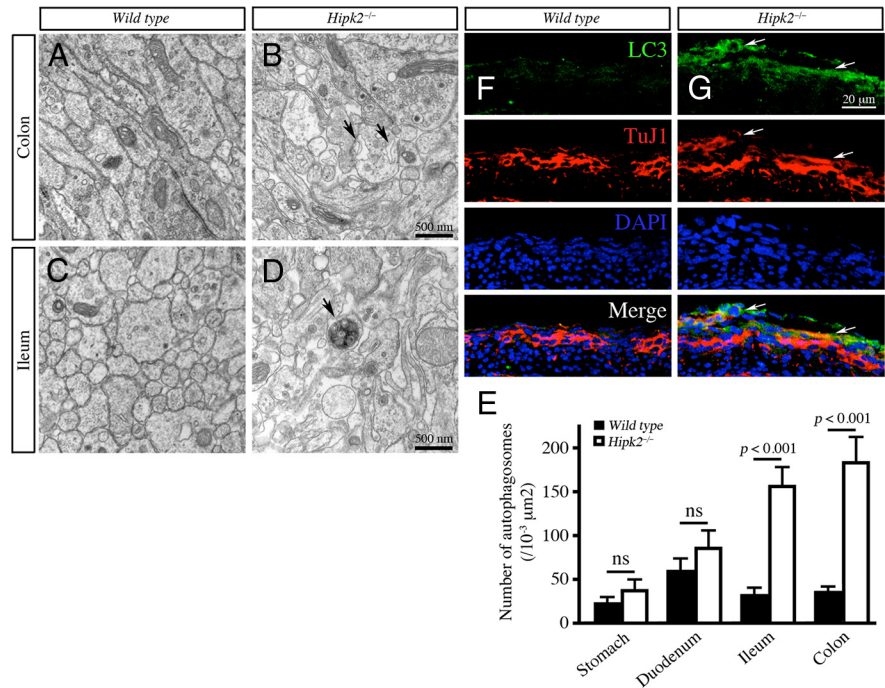 Wild type
Hipk2−/−
Wild type
Hipk2−/−
Colon
A
B
500 nm
Ileum
C
D
500 nm
LC3
F
G
20 μm
TuJ1
DAPI
Merge
E
Wild type
Hipk2−/−
Number of autophagosomes
(/10-3 μm2)
200
150
100
50
0
ns
ns
p < 0.001
p < 0.001
Stomach
Duodenum
Ileum
Colon